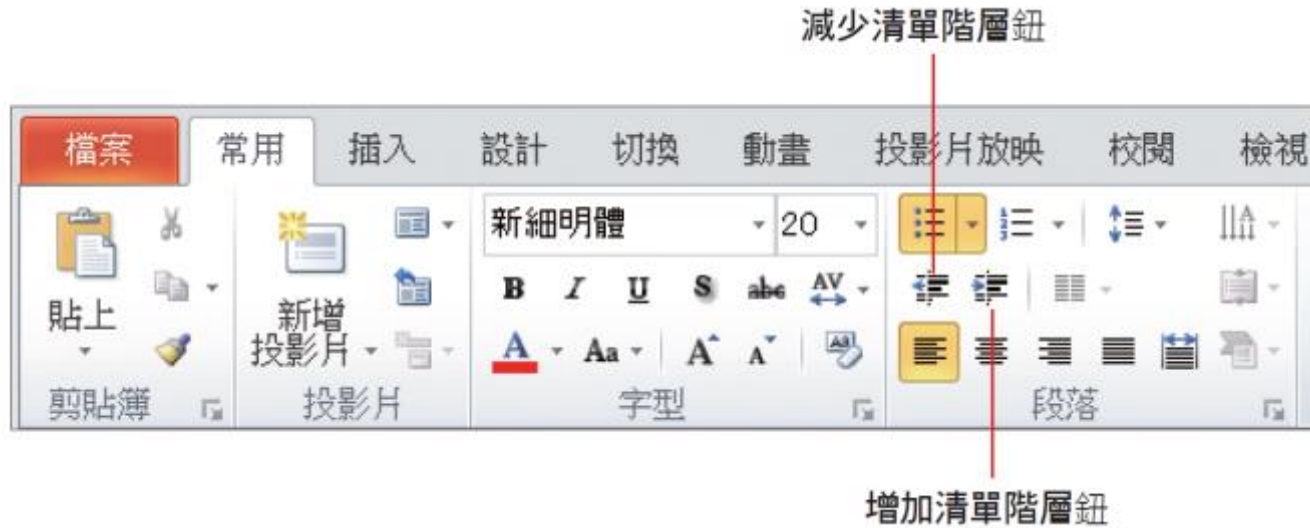 減少清單階層鈕
檔案 常用 插入 設計 切換 動畫 投影片放映 校閱 檢視
新細明體 20
B I U S abc AV
貼上 新增
投影片
A Aa A A Aa
剪貼簿 投影片 字型 段落
增加清單階層鈕